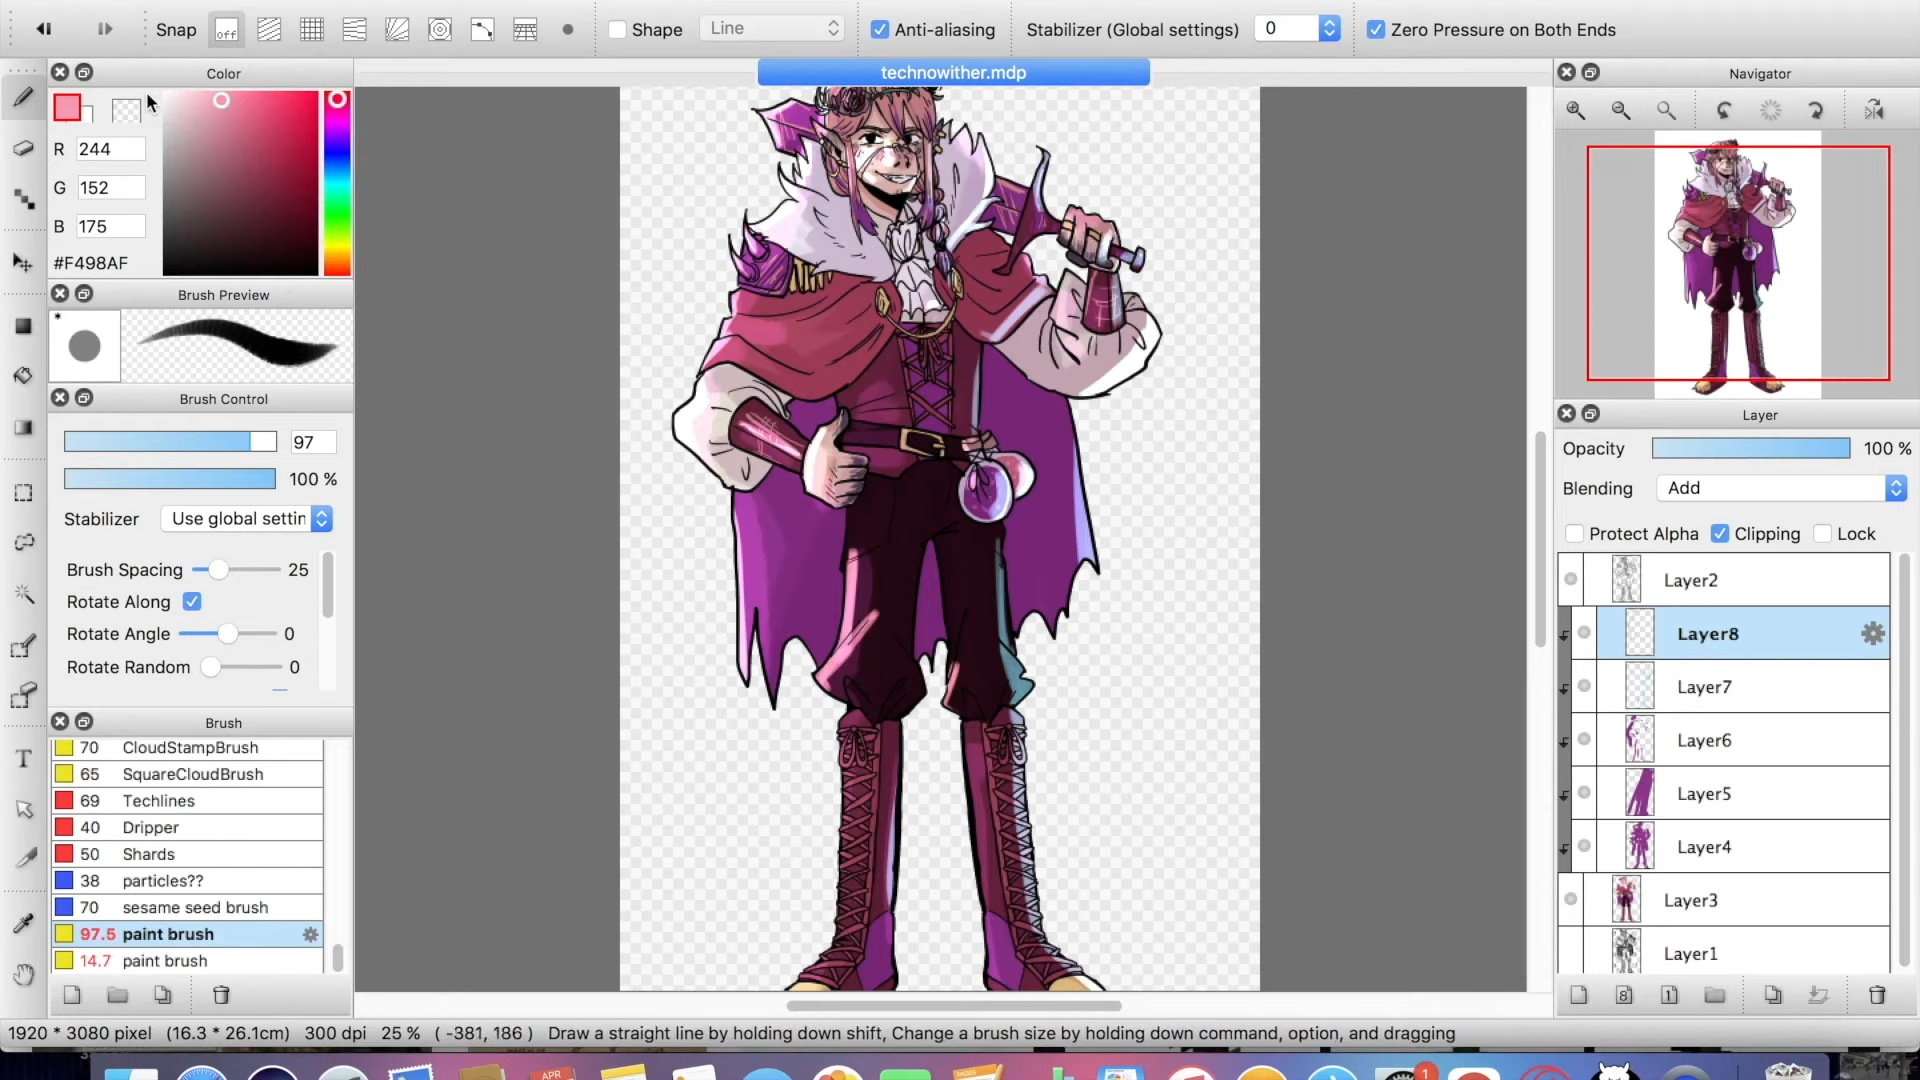 Snap off Shape Line Anti-aliasing Stabilizer (Global settings) 0 Zero Pressure on Both Ends
Color
technowither.mdp
Navigator
R 244
G 152
B 175
#F498AF
Brush Preview
*
Brush Control
97
100 %
Stabilizer Use global settin
Brush Spacing 25
Rotate Along
Rotate Angle 0
Rotate Random 0
Brush
70 CloudStampBrush
65 SquareCloudBrush
69 Techlines
40 Dripper
50 Shards
38 particles??
70 sesame seed brush
97.5 paint brush
14.7 paint brush
Layer
Opacity 100 %
Blending Add
Protect Alpha Clipping Lock
Layer2
Layer8
Layer7
Layer6
Layer5
Layer4
Layer3
Layer1
8 1
1920 * 3080 pixel (16.3 * 26.1cm) 300 dpi 25 % ( -381, 186 ) Draw a straight line by holding down shift, Change a brush size by holding down command, option, and dragging
APR
PAGES
1